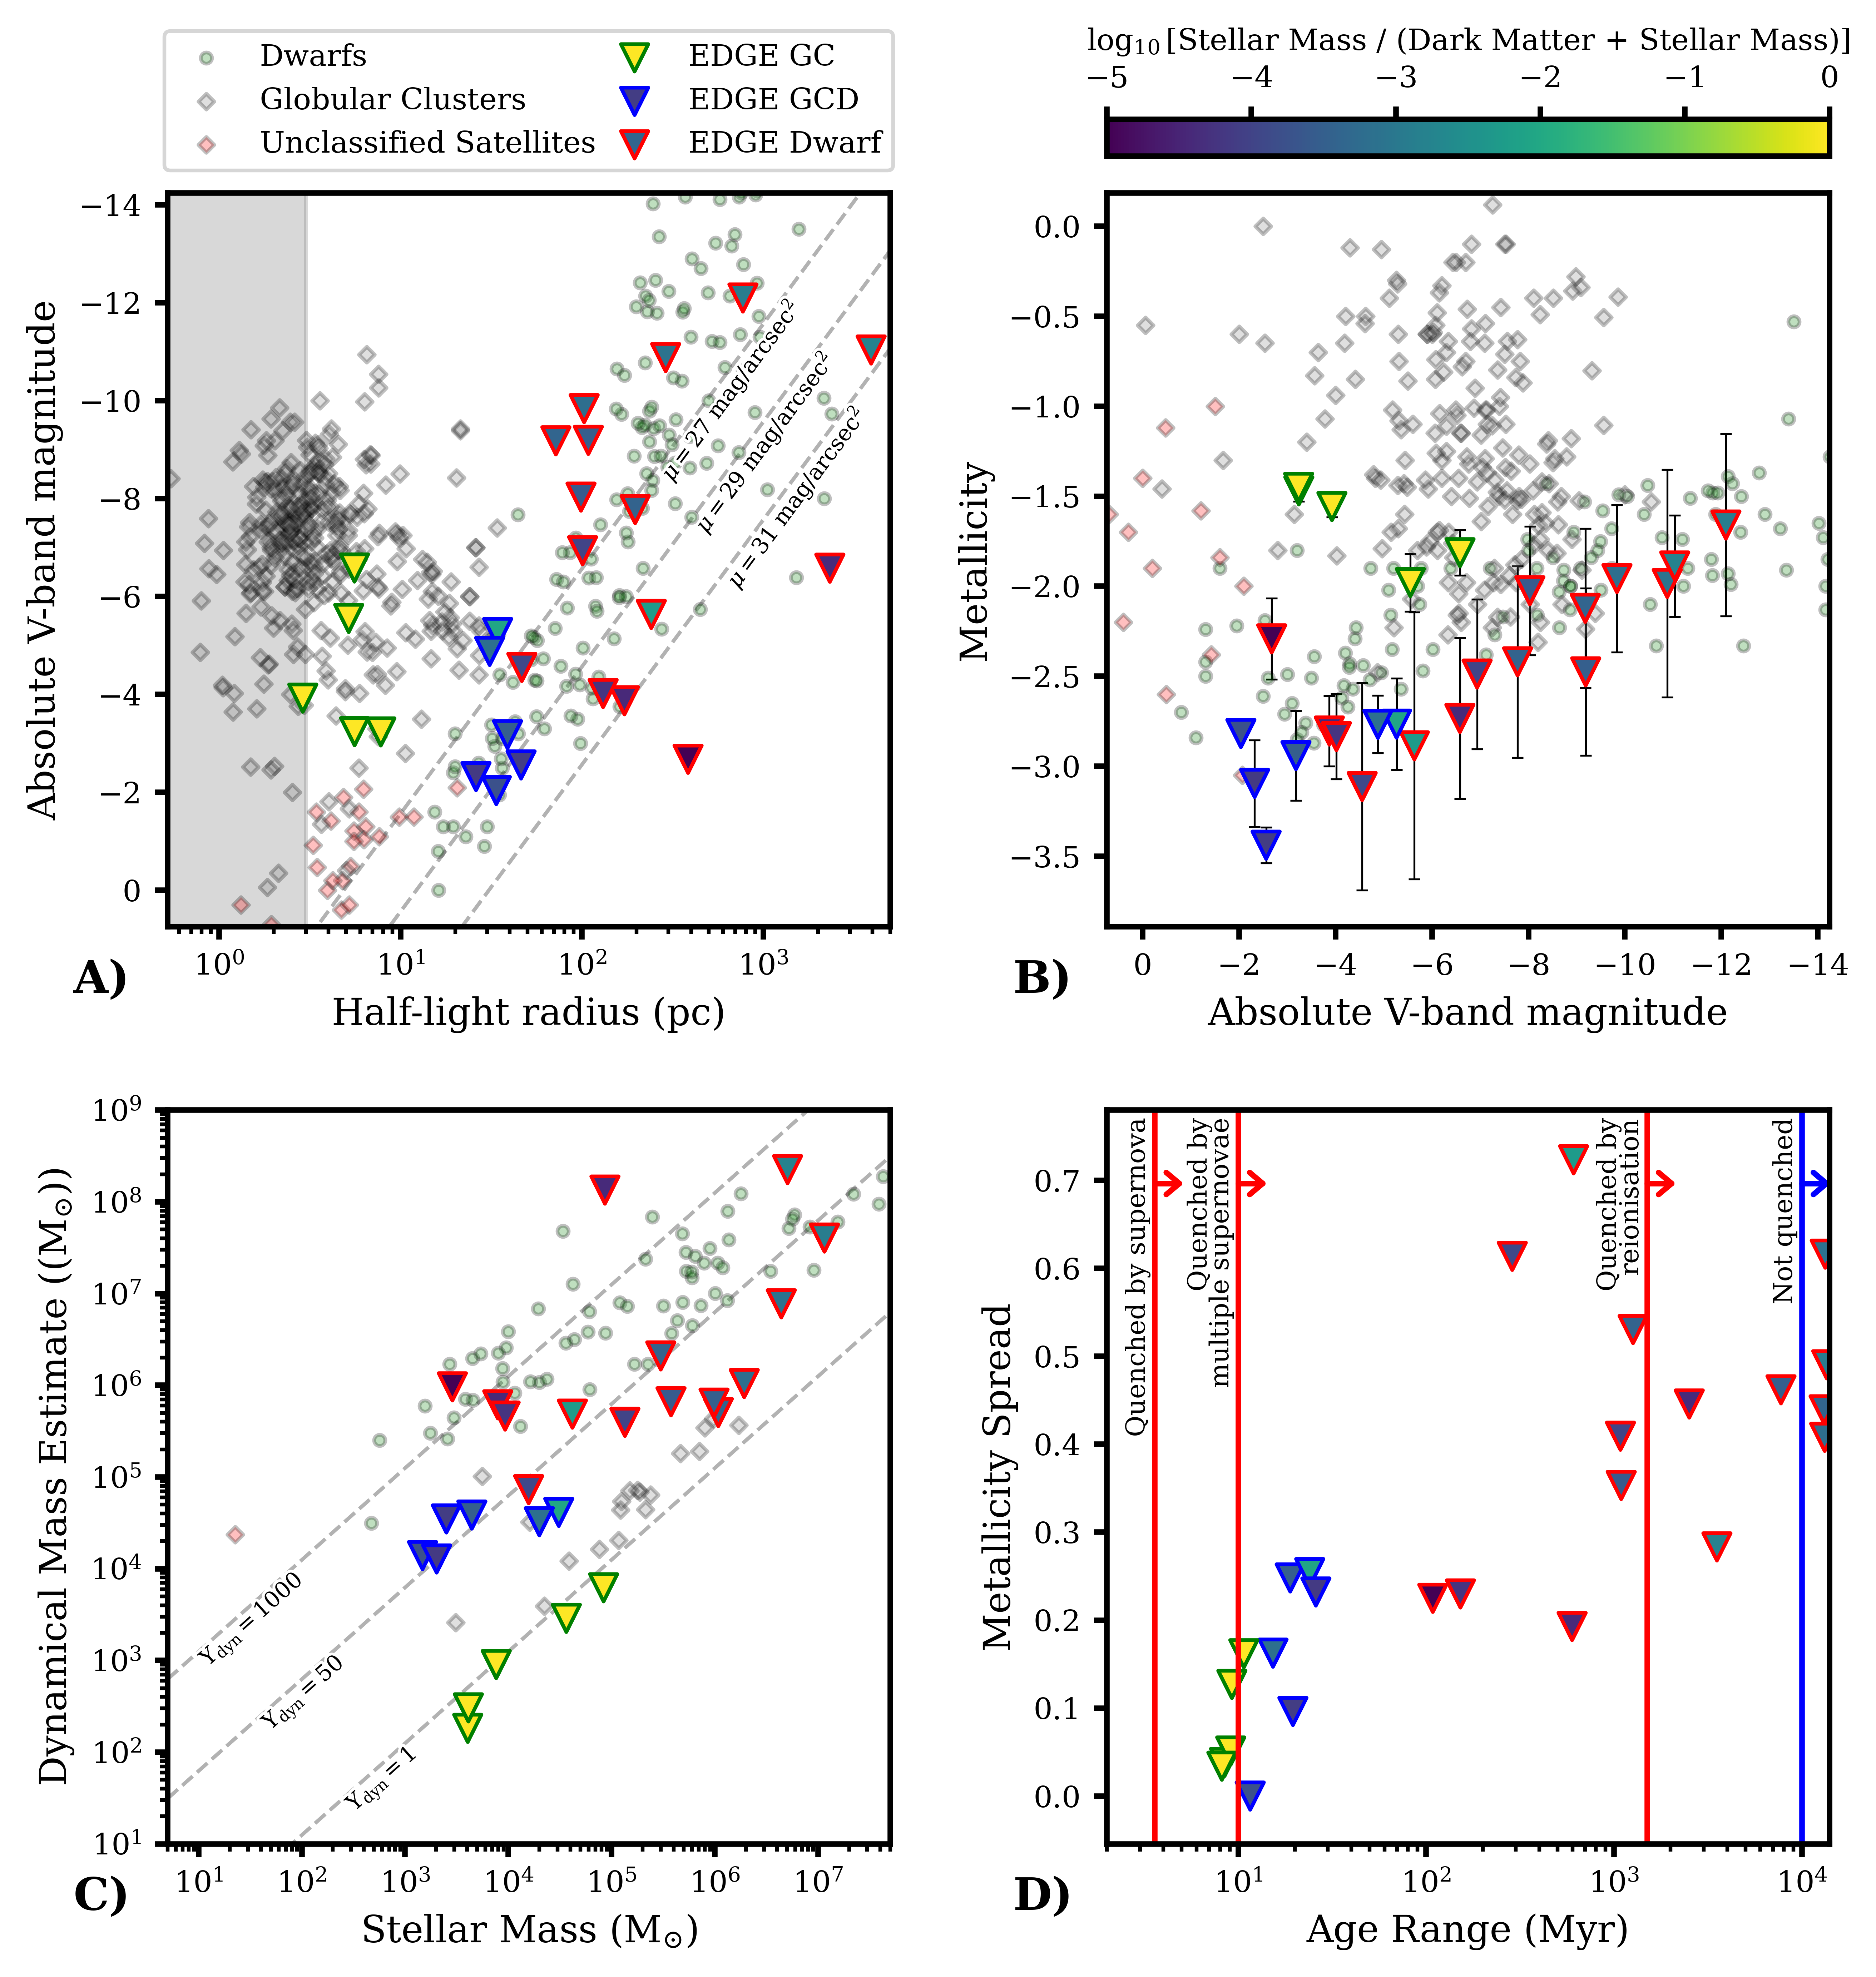 Dwarfs
Globular Clusters
Unclassified Satellites
EDGE GC
EDGE GCD
EDGE Dwarf
log₁₀ [Stellar Mass / (Dark Matter + Stellar Mass)]
−5 −4 −3 −2 −1 0
−14
−12
−10
−8
−6
−4
−2
0
Absolute V-band magnitude
μ = 27 mag/arcsec²
μ = 29 mag/arcsec²
μ = 31 mag/arcsec²
10⁰ 10¹ 10² 10³
A)
Half-light radius (pc)
0.0
−0.5
−1.0
−1.5
−2.0
−2.5
−3.0
−3.5
Metallicity
0 −2 −4 −6 −8 −10 −12 −14
B)
Absolute V-band magnitude
10⁹
10⁸
10⁷
10⁶
10⁵
10⁴
10³
10²
10¹
Dynamical Mass Estimate ((M☉))
Υdyn = 1000
Υdyn = 50
Υdyn = 1
10¹ 10² 10³ 10⁴ 10⁵ 10⁶ 10⁷
C)
Stellar Mass (M☉)
0.7
0.6
0.5
0.4
0.3
0.2
0.1
0.0
Metallicity Spread
Quenched by supernova
Quenched by
multiple supernovae
Quenched by
reionisation
Not quenched
10¹ 10² 10³ 10⁴
D)
Age Range (Myr)